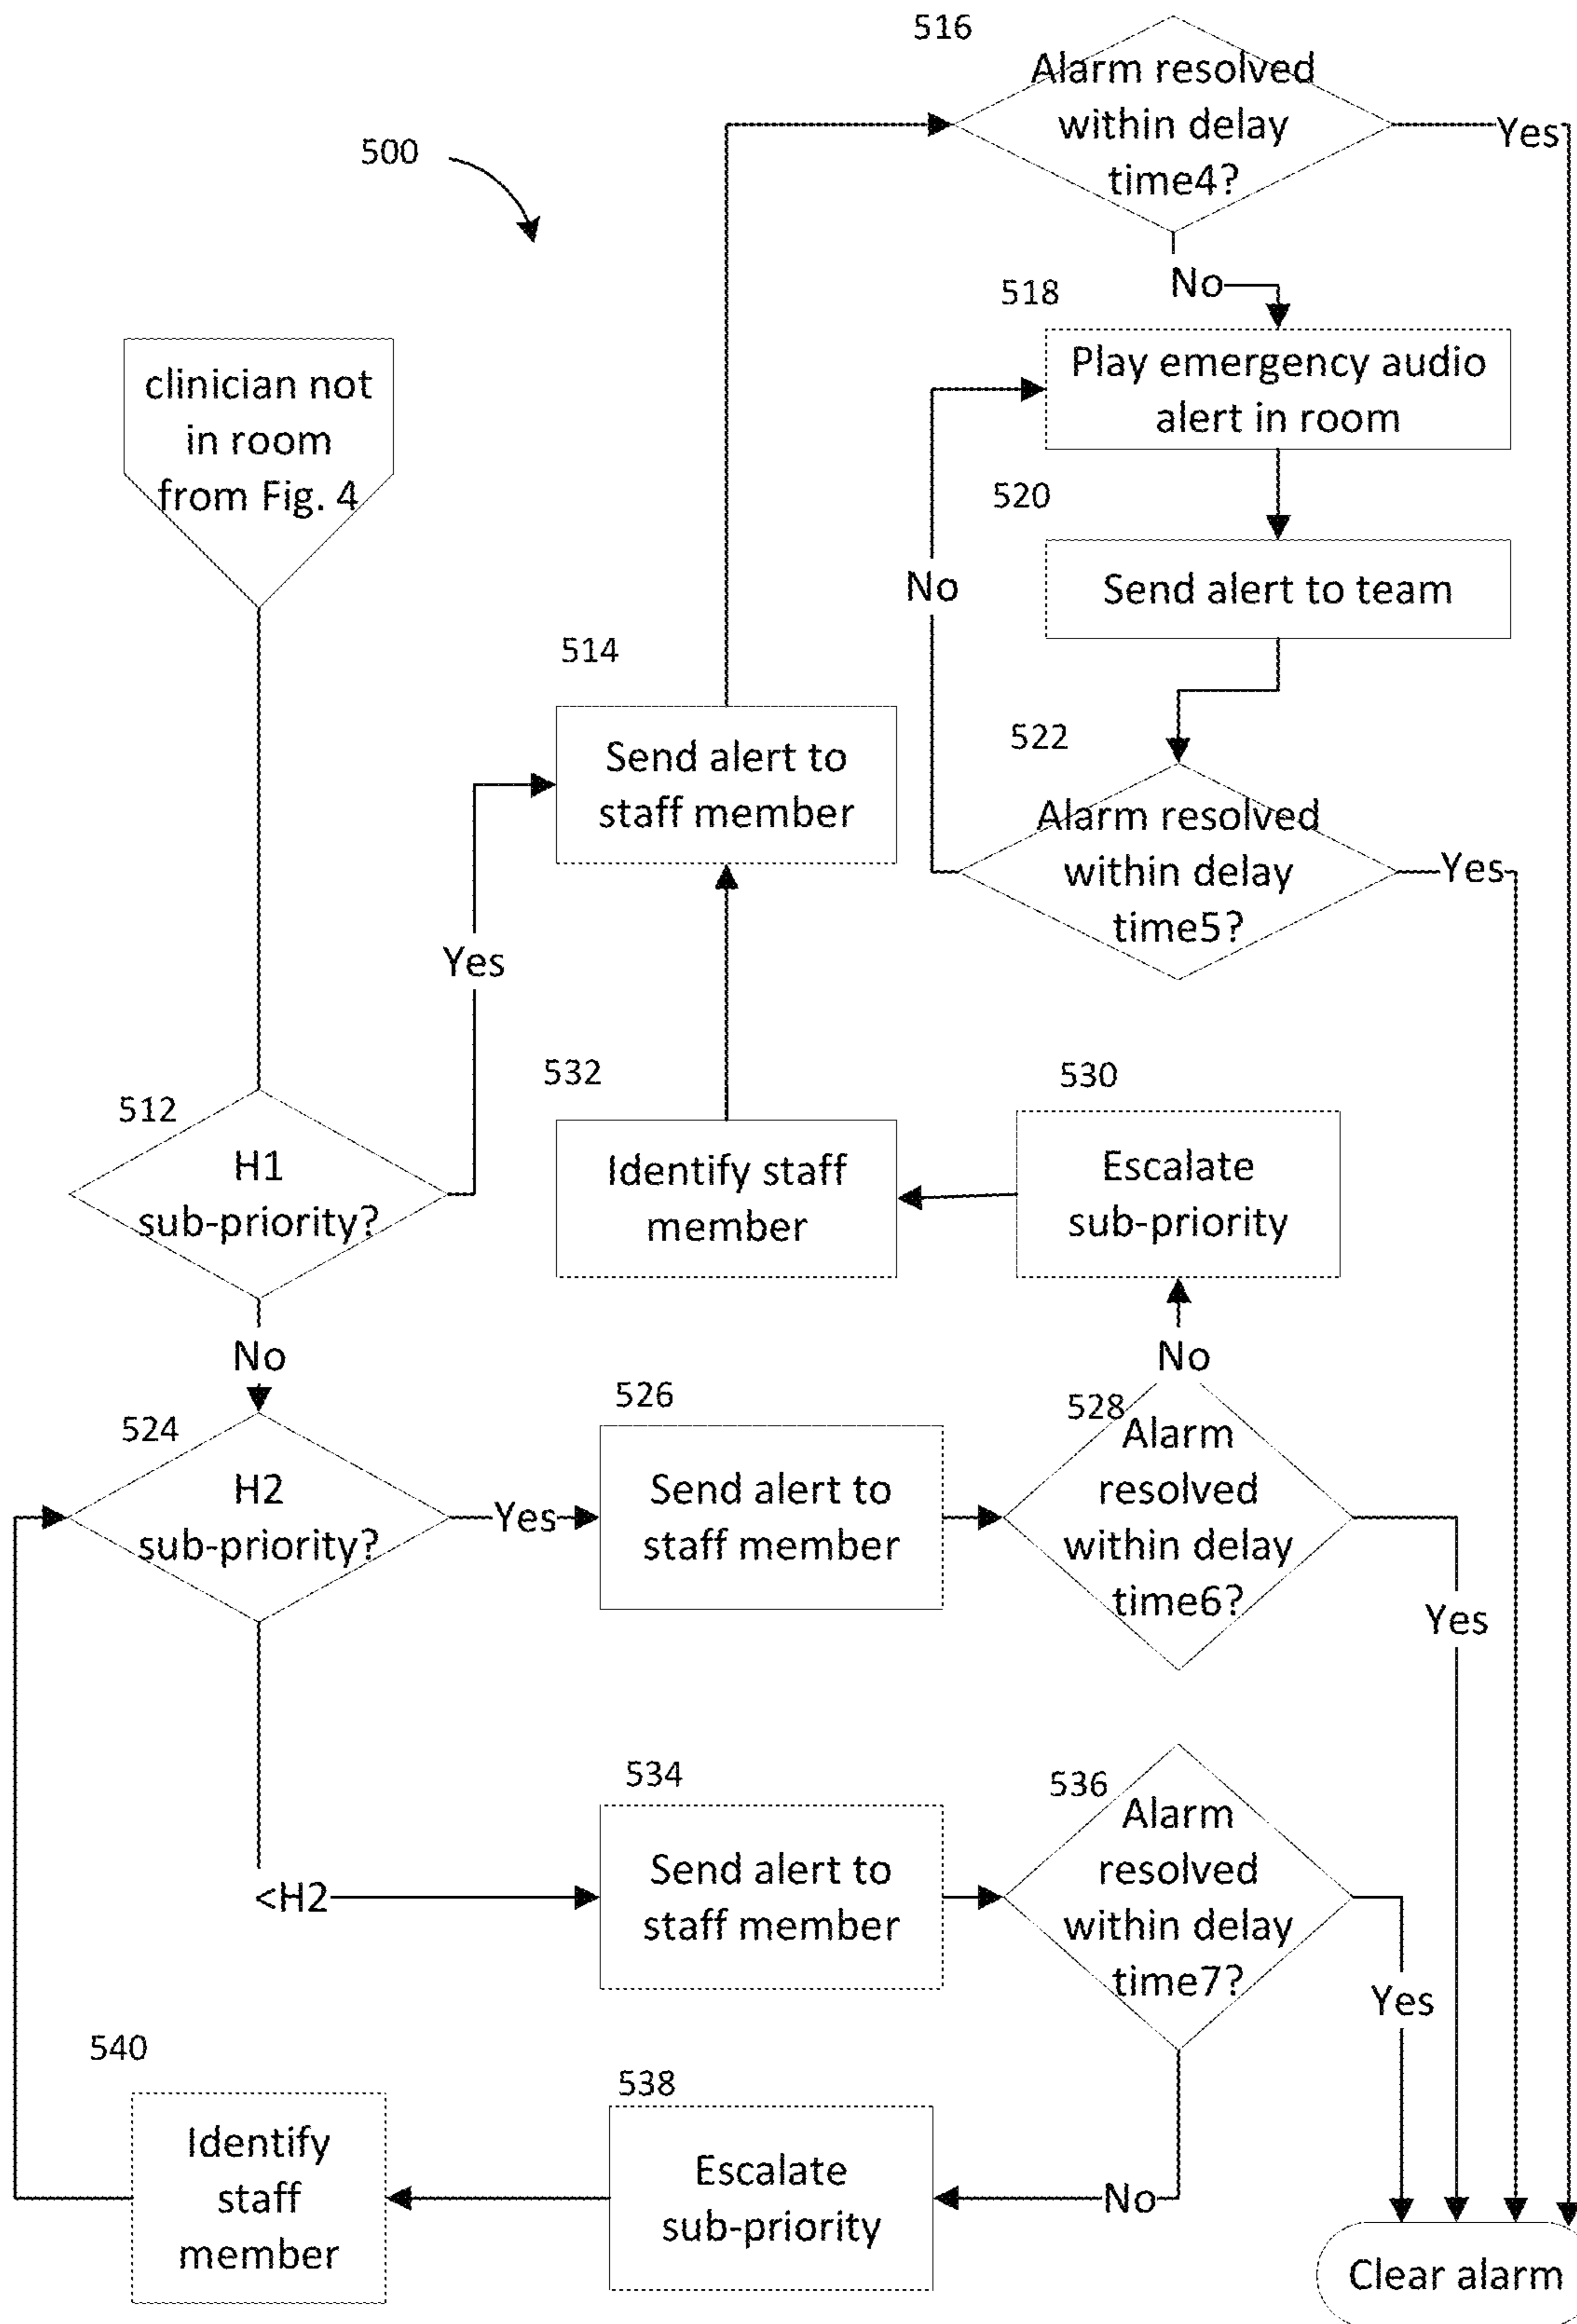 516
Alarm resolved
within delay
time4?
Yes
500
No
518
Play emergency audio
alert in room
clinician not
in room
from Fig. 4
520
Send alert to team
No
514
Send alert to
staff member
522
Alarm resolved
within delay
time5?
Yes
Yes
532
Identify staff
member
530
Escalate
sub-priority
512
H1
sub-priority?
No
No
524
H2
sub-priority?
Yes
526
Send alert to
staff member
528
Alarm
resolved
within delay
time6?
Yes
<H2
534
Send alert to
staff member
536
Alarm
resolved
within delay
time7?
Yes
540
Identify
staff
member
538
Escalate
sub-priority
No
Clear alarm